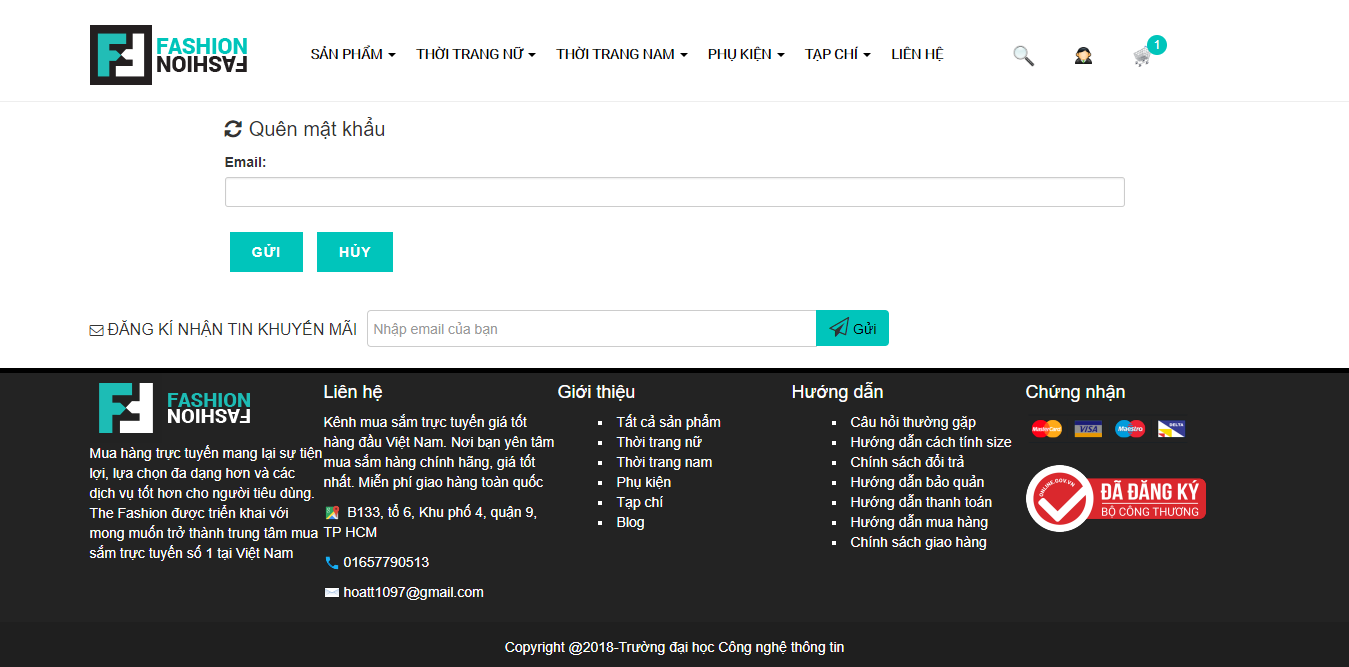 FASHION
FASHION
SẢN PHẨM THỜI TRANG NỮ THỜI TRANG NAM PHỤ KIỆN TẠP CHÍ LIÊN HỆ
1
Quên mật khẩu
Email:
GỬI HỦY
ĐĂNG KÍ NHẬN TIN KHUYẾN MÃI Nhập email của bạn Gửi
FASHION
FASHION
Mua hàng trực tuyến mang lại sự tiện
lợi, lựa chọn đa dạng hơn và các
dịch vụ tốt hơn cho người tiêu dùng.
The Fashion được triển khai với
mong muốn trở thành trung tâm mua
sắm trực tuyến số 1 tại Việt Nam
Liên hệ
Kênh mua sắm trực tuyến giá tốt
hàng đầu Việt Nam. Nơi bạn yên tâm
mua sắm hàng chính hãng, giá tốt
nhất. Miễn phí giao hàng toàn quốc
B133, tổ 6, Khu phố 4, quận 9,
TP HCM
01657790513
hoatt1097@gmail.com
Giới thiệu
Tất cả sản phẩm
Thời trang nữ
Thời trang nam
Phụ kiện
Tạp chí
Blog
Hướng dẫn
Câu hỏi thường gặp
Hướng dẫn cách tính size
Chính sách đổi trả
Hướng dẫn bảo quản
Hướng dẫn thanh toán
Hướng dẫn mua hàng
Chính sách giao hàng
Chứng nhận
MasterCard VISA Maestro DELTA
ONLINE.GOV.VN
ĐÃ ĐĂNG KÝ
BỘ CÔNG THƯƠNG
Copyright @2018-Trường đại học Công nghệ thông tin